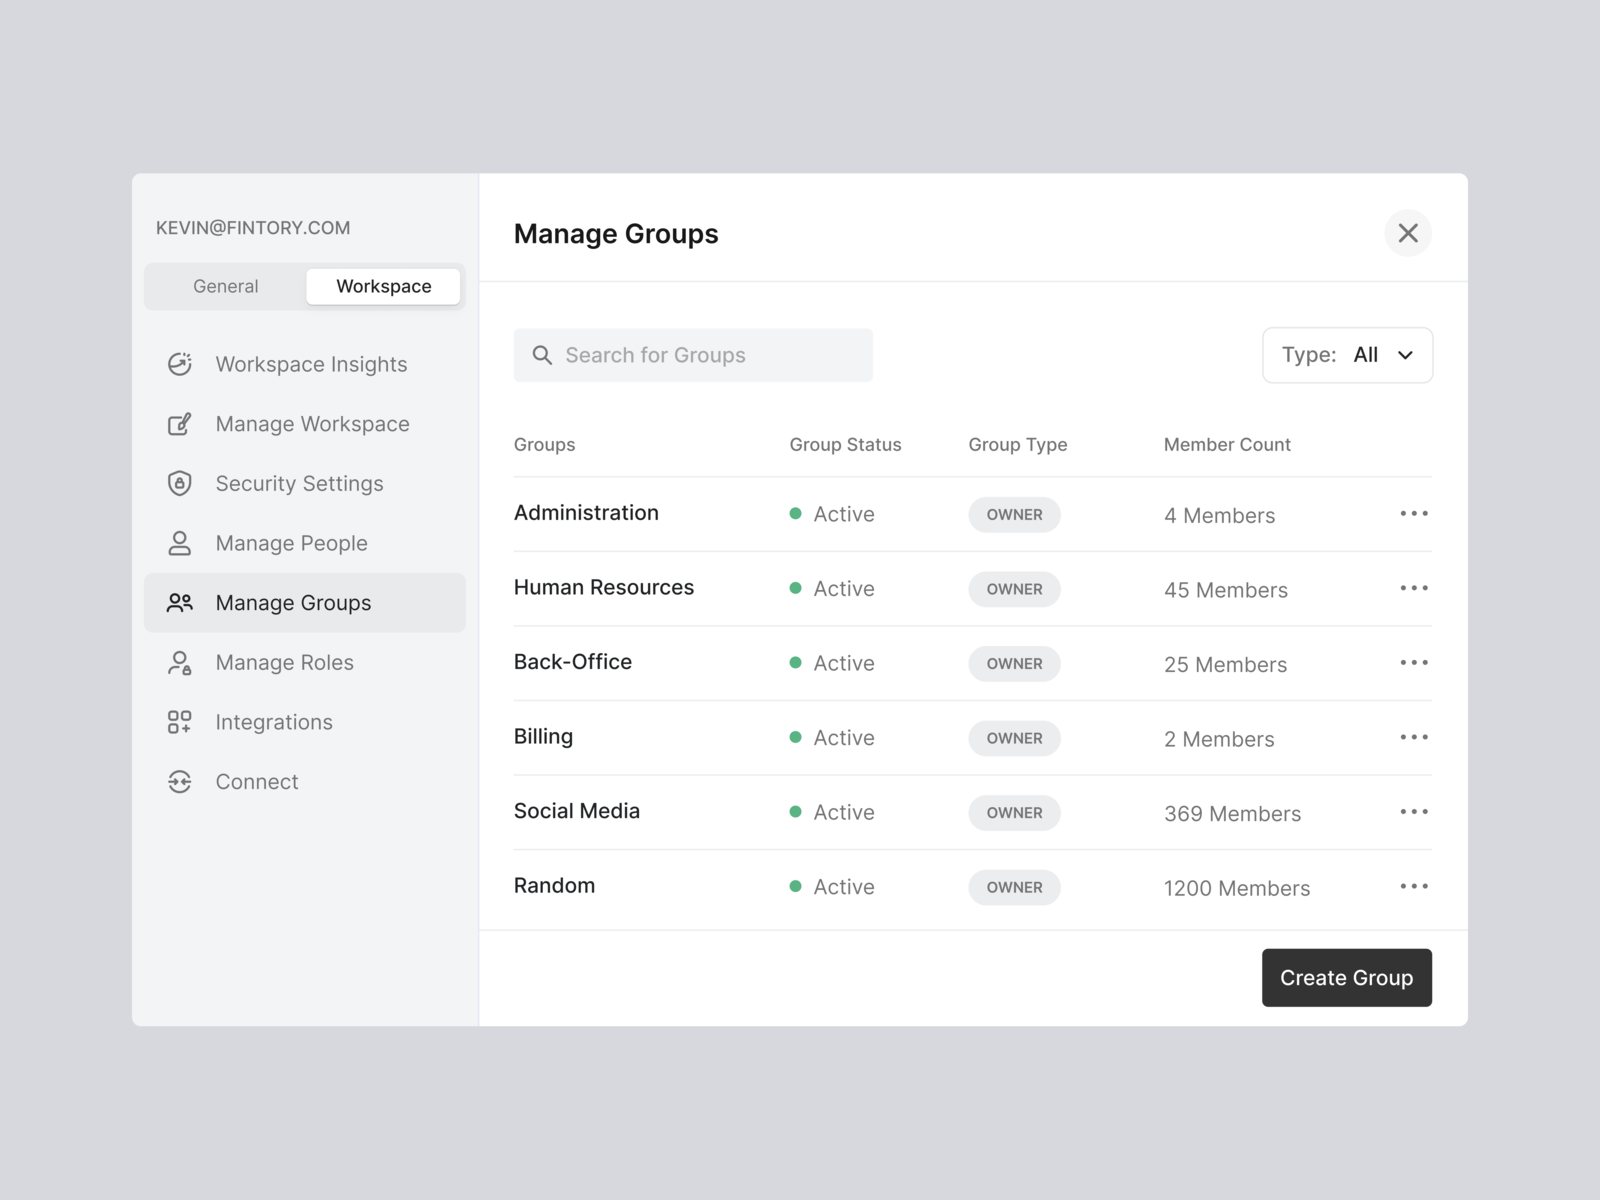 KEVIN@FINTORY.COM
General Workspace
Workspace Insights
Manage Workspace
Security Settings
Manage People
Manage Groups
Manage Roles
Integrations
Connect
Manage Groups
Search for Groups
Type: All
Groups Group Status Group Type Member Count
Administration Active OWNER 4 Members
Human Resources Active OWNER 45 Members
Back-Office Active OWNER 25 Members
Billing Active OWNER 2 Members
Social Media Active OWNER 369 Members
Random Active OWNER 1200 Members
Create Group